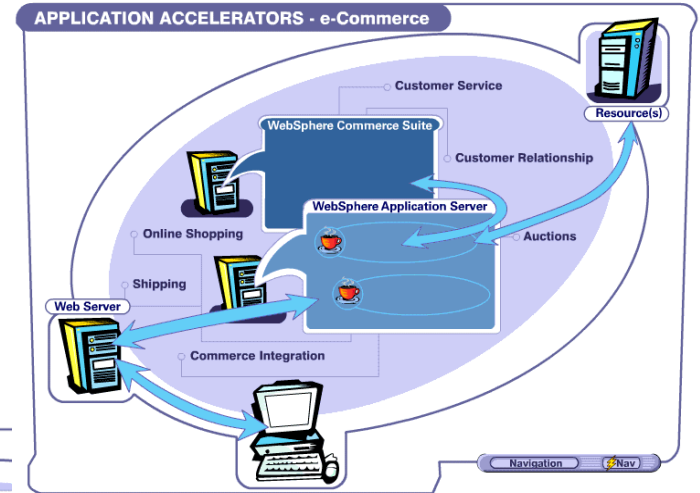 APPLICATION ACCELERATORS - e-Commerce
Customer Service
Resource(s)
WebSphere Commerce Suite
Customer Relationship
WebSphere Application Server
Online Shopping
Auctions
Shipping
Web Server
Commerce Integration
Navigation
Nav